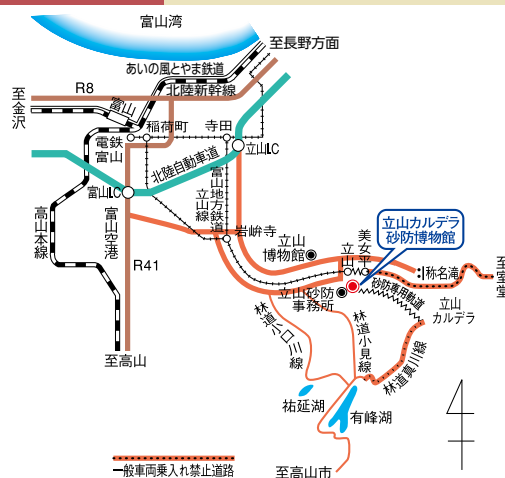 富山湾
至長野方面
あいの風とやま鉄道
北陸新幹線
R8
至金沢
富山
稲荷町
寺田
電鉄富山
立山I.C
北陸自動車道
富山I.C
富山地方鉄道
立山線
高山本線
富山空港
R41
至高山
岩峅寺
立山
博物館
立山
美女平
立山カルデラ
砂防博物館
称名滝
至室堂
砂防専用軌道
立山
カルデラ
立山砂防
事務所
林道小口川線
林道小見線
林道真川線
祐延湖
有峰湖
至高山市
一般車両乗入れ禁止道路